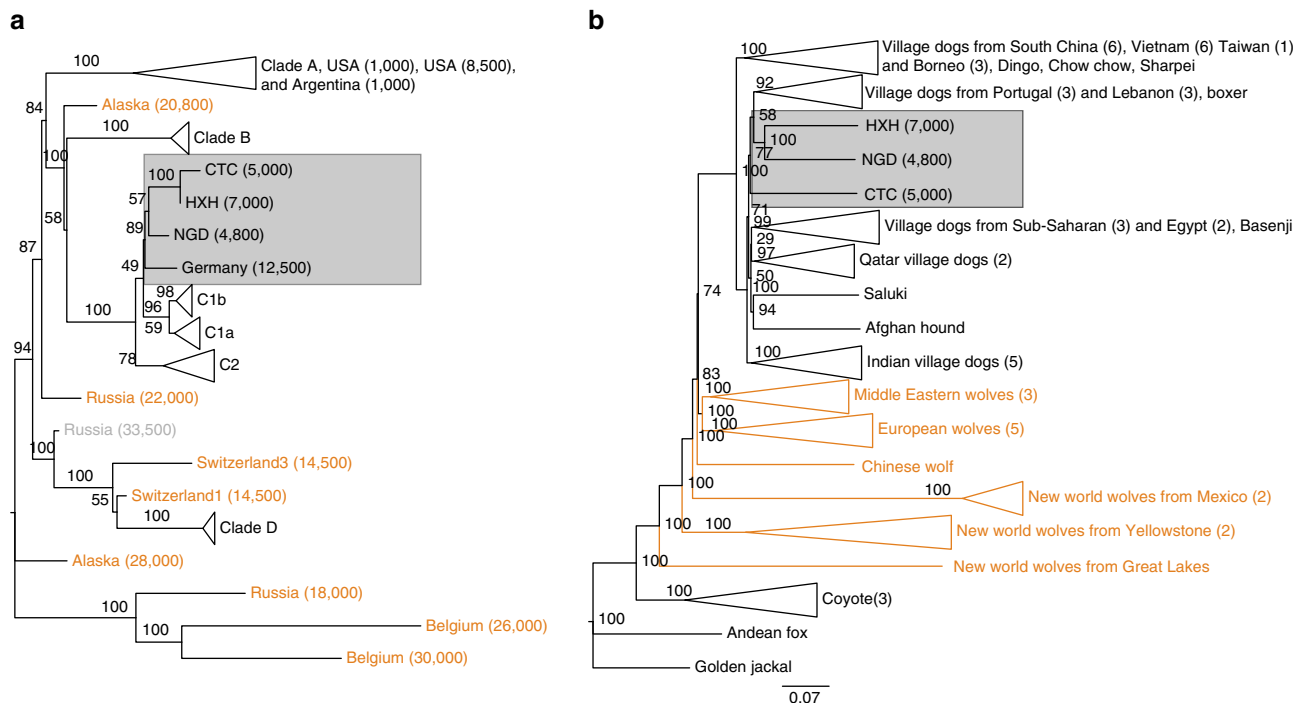 a
100
Clade A, USA (1,000), USA (8,500),
and Argentina (1,000)
84
Alaska (20,800)
100
Clade B
100
CTC (5,000)
100
57
HXH (7,000)
58
89
NGD (4,800)
87
49
Germany (12,500)
98
C1b
100
96
59
C1a
78
C2
94
Russia (22,000)
Russia (33,500)
100
Switzerland3 (14,500)
100
55
Switzerland1 (14,500)
100
Clade D
Alaska (28,000)
Russia (18,000)
100
Belgium (26,000)
100
Belgium (30,000)
b
100
Village dogs from South China (6), Vietnam (6) Taiwan (1)
and Borneo (3), Dingo, Chow chow, Sharpei
92
Village dogs from Portugal (3) and Lebanon (3), boxer
58
HXH (7,000)
100
77
NGD (4,800)
100
CTC (5,000)
71
99
Village dogs from Sub-Saharan (3) and Egypt (2), Basenji
29
97
Qatar village dogs (2)
50
74
100
Saluki
94
Afghan hound
100
Indian village dogs (5)
83
100
Middle Eastern wolves (3)
100
100
European wolves (5)
100
Chinese wolf
100
100
New world wolves from Mexico (2)
100
100
New world wolves from Yellowstone (2)
100
New world wolves from Great Lakes
100
Coyote(3)
100
Andean fox
Golden jackal
0.07